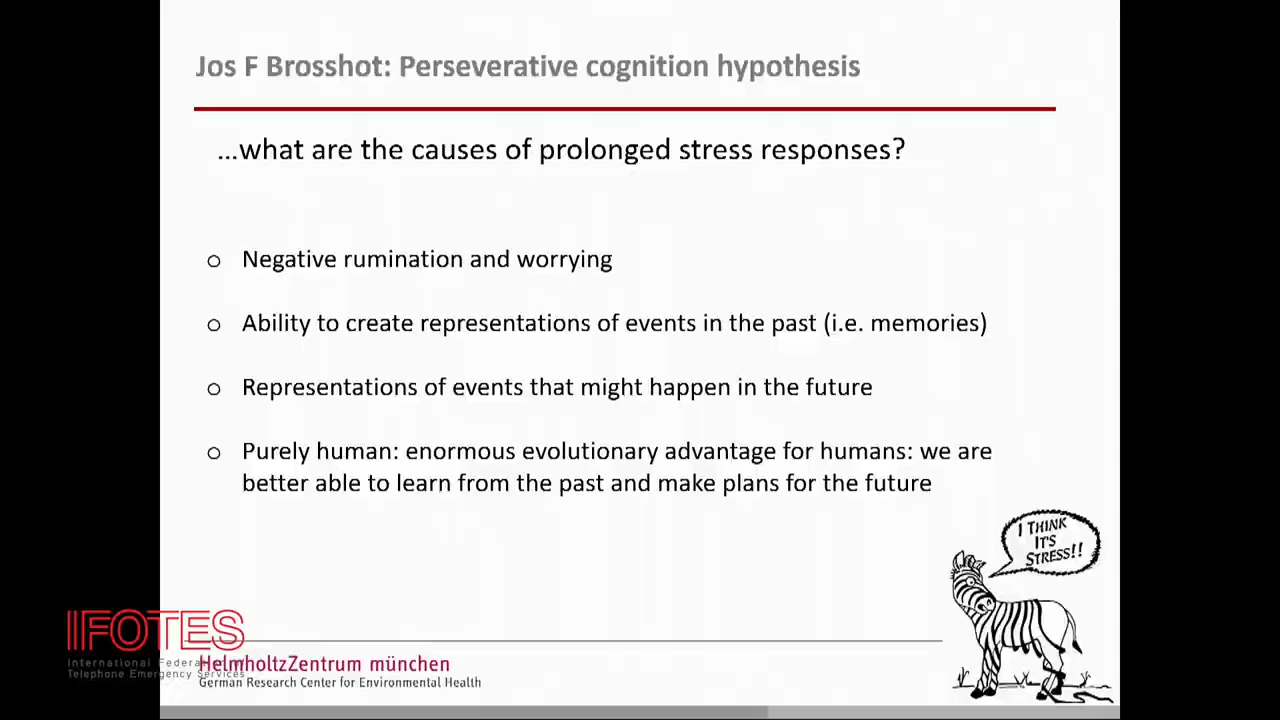 Jos F Brosshot: Perseverative cognition hypothesis
...what are the causes of prolonged stress responses?
o Negative rumination and worrying
o Ability to create representations of events in the past (i.e. memories)
o Representations of events that might happen in the future
o Purely human: enormous evolutionary advantage for humans: we are
better able to learn from the past and make plans for the future
I THINK
IT'S
STRESS!!
IFOTES
International Federation of
Telephone Emergency Services
HelmholtzZentrum münchen
German Research Center for Environmental Health